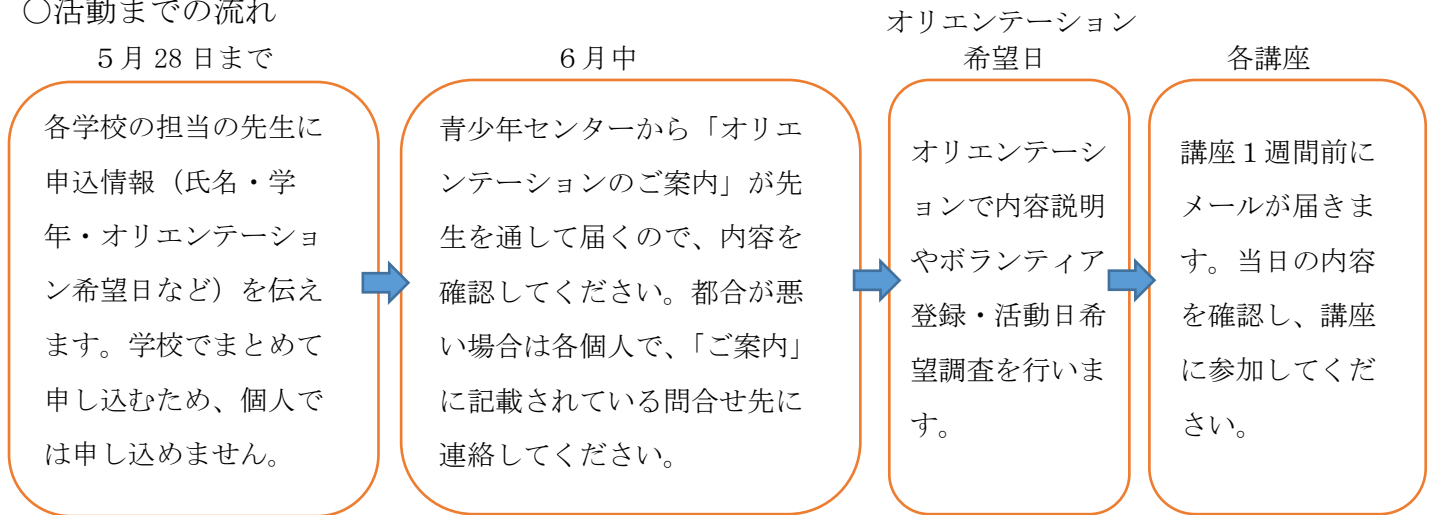 〇活動までの流れ
５月 28 日まで
各学校の担当の先生に
申込情報（氏名・学
年・オリエンテーショ
ン希望日など）を伝え
ます。学校でまとめて
申し込むため、個人で
は申し込めません。
６月中
青少年センターから「オリエ
ンテーションのご案内」が先
生を通して届くので、内容を
確認してください。都合が悪
い場合は各個人で、「ご案内」
に記載されている問合せ先に
連絡してください。
オリエンテーション
希望日
オリエンテーシ
ョンで内容説明
やボランティア
登録・活動日希
望調査を行いま
す。
各講座
講座１週間前に
メールが届きま
す。当日の内容
を確認し、講座
に参加してくだ
さい。